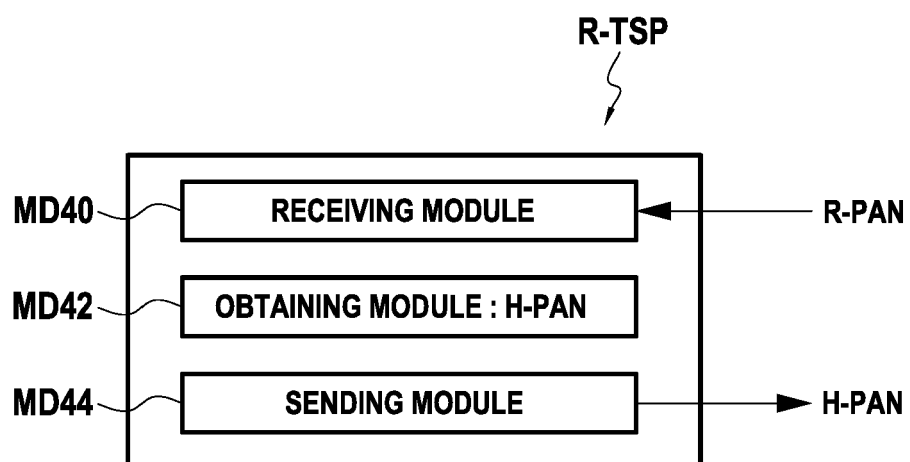 R-TSP
MD40
RECEIVING MODULE
R-PAN
MD42
OBTAINING MODULE : H-PAN
MD44
SENDING MODULE
H-PAN